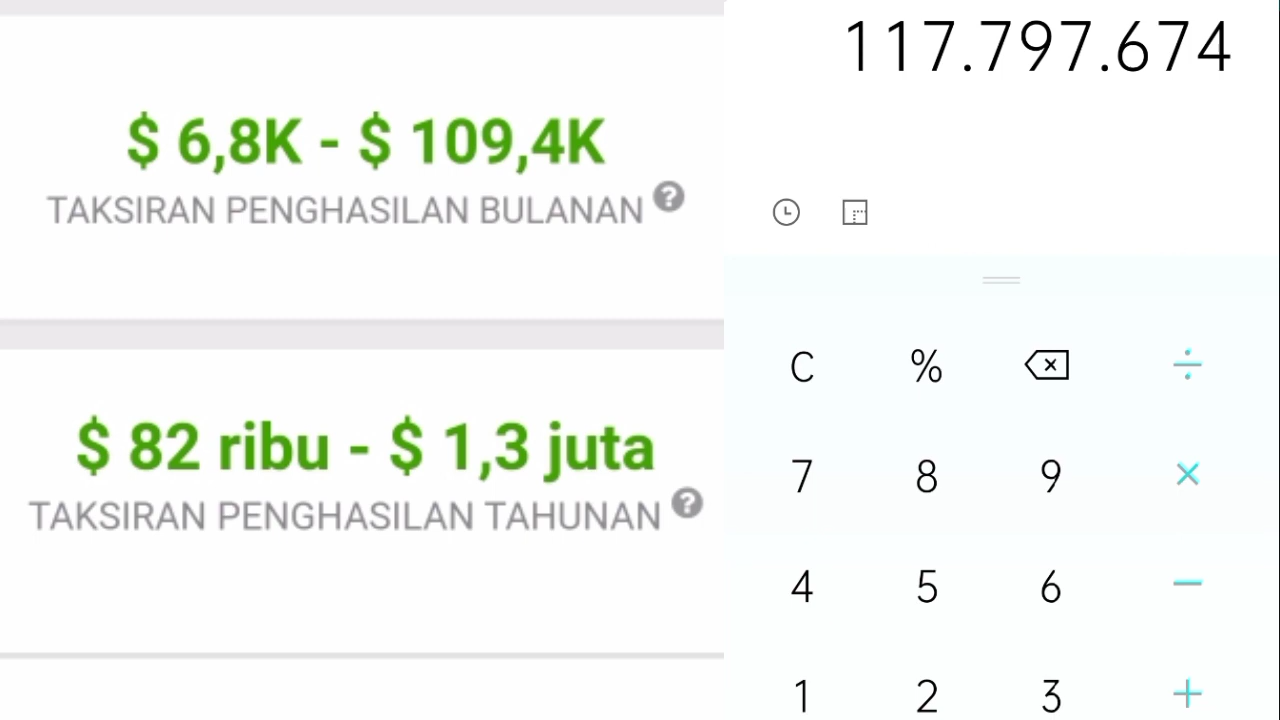 $ 6,8K - $ 109,4K
TAKSIRAN PENGHASILAN BULANAN ?
$ 82 ribu - $ 1,3 juta
TAKSIRAN PENGHASILAN TAHUNAN ?
117.797.674
C % ÷
7 8 9 ×
4 5 6 −
1 2 3 +